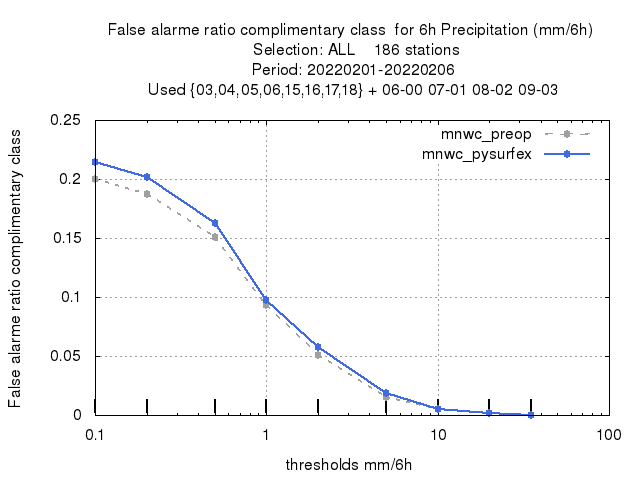 False alarme ratio complimentary class  for 6h Precipitation (mm/6h)
Selection: ALL    186 stations
Period: 20220201-20220206
Used {03,04,05,06,15,16,17,18} + 06-00 07-01 08-02 09-03
mnwc_preop
mnwc_pysurfex
False alarme ratio complimentary class
0.25
0.2
0.15
0.1
0.05
0
0.1 1 10 100
thresholds mm/6h